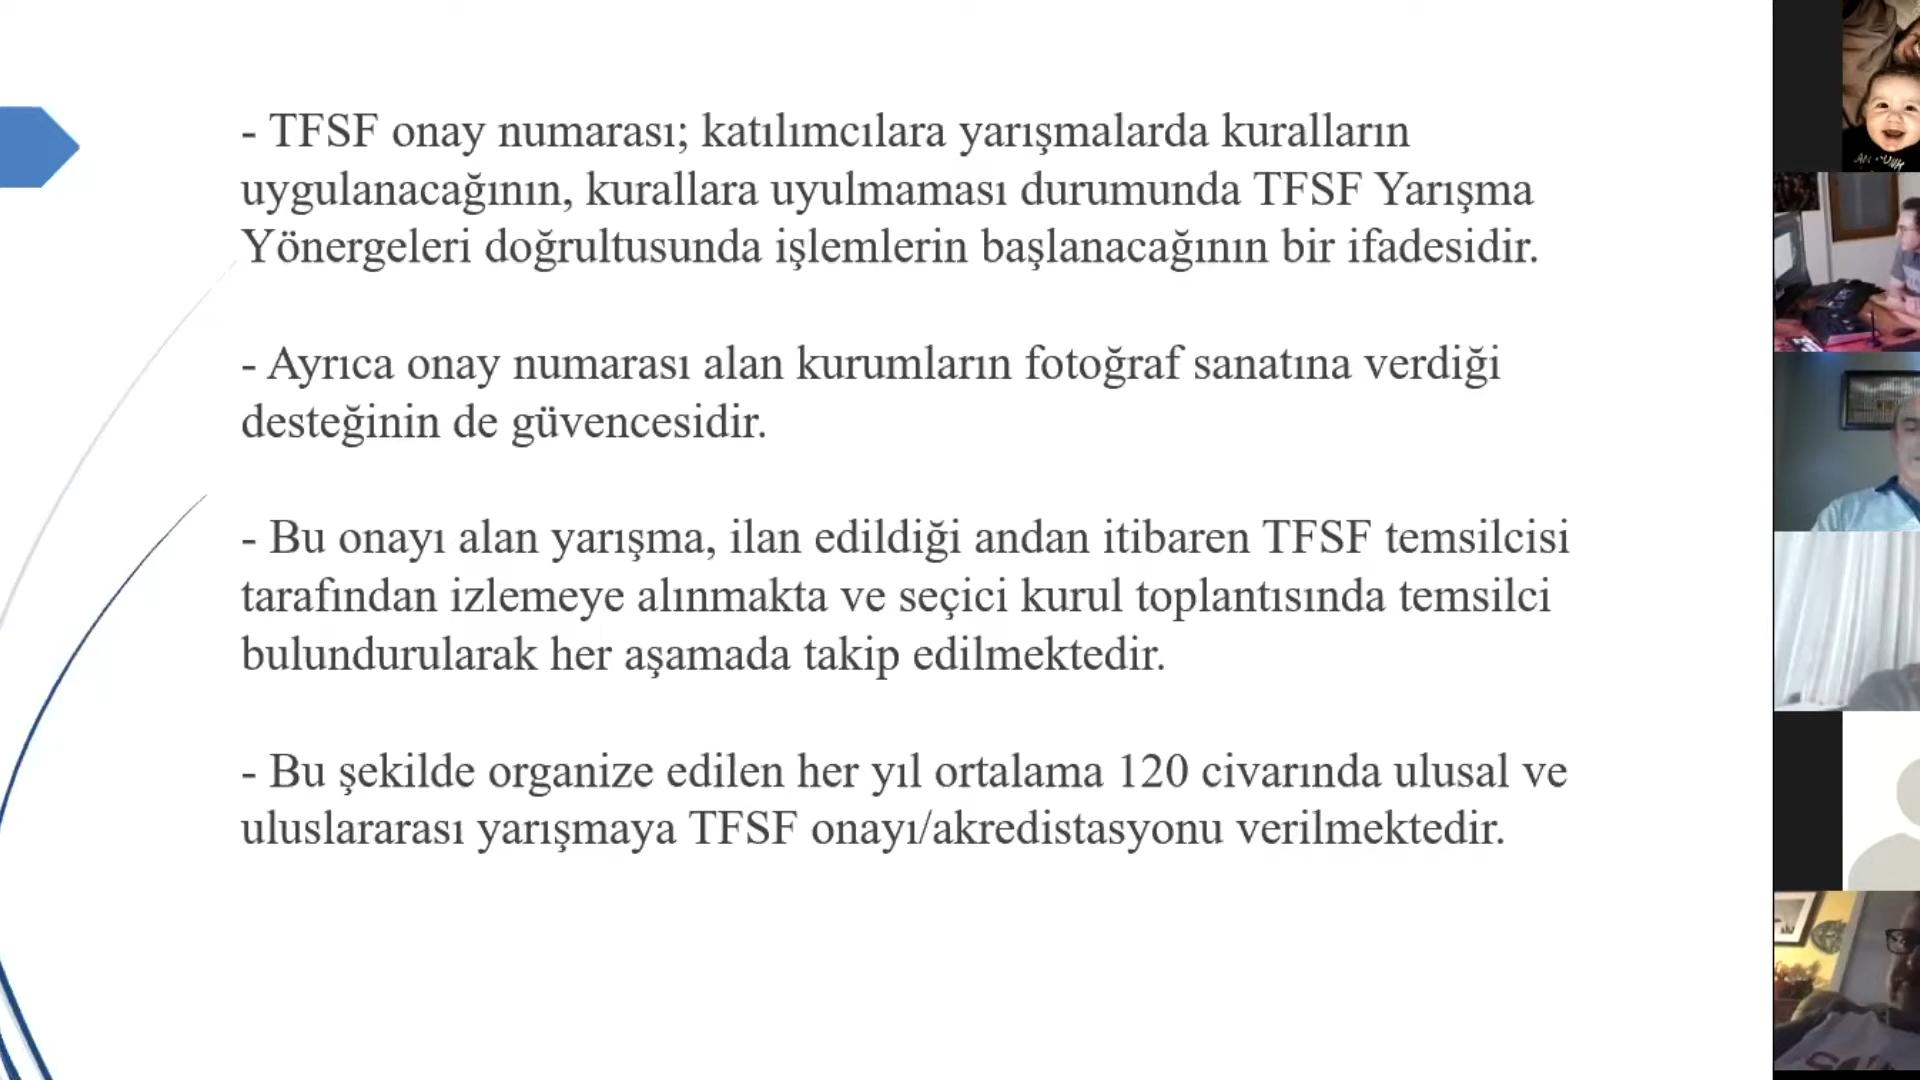 - TFSF onay numarası; katılımcılara yarışmalarda kuralların
uygulanacağının, kurallara uyulmaması durumunda TFSF Yarışma
Yönergeleri doğrultusunda işlemlerin başlanacağının bir ifadesidir.
- Ayrıca onay numarası alan kurumların fotoğraf sanatına verdiği
desteğinin de güvencesidir.
- Bu onayı alan yarışma, ilan edildiği andan itibaren TFSF temsilcisi
tarafından izlemeye alınmakta ve seçici kurul toplantısında temsilci
bulundurularak her aşamada takip edilmektedir.
- Bu şekilde organize edilen her yıl ortalama 120 civarında ulusal ve
uluslararası yarışmaya TFSF onayı/akredistasyonu verilmektedir.